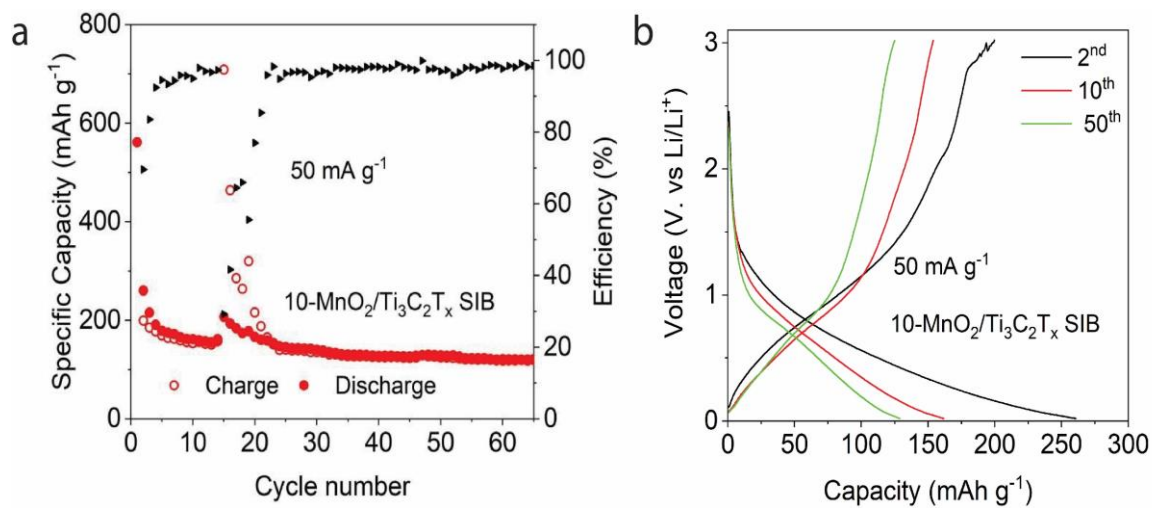 a
800
600
400
200
0
Specific Capacity (mAh g⁻¹)
100
80
60
40
20
0
Efficiency (%)
50 mA g⁻¹
10-MnO₂/Ti₃C₂Tₓ SIB
Charge Discharge
0 10 20 30 40 50 60
Cycle number
b
3
2
1
0
Voltage (V. vs Li/Li⁺)
2ⁿᵈ
10ᵗʰ
50ᵗʰ
50 mA g⁻¹
10-MnO₂/Ti₃C₂Tₓ SIB
0 50 100 150 200 250 300
Capacity (mAh g⁻¹)